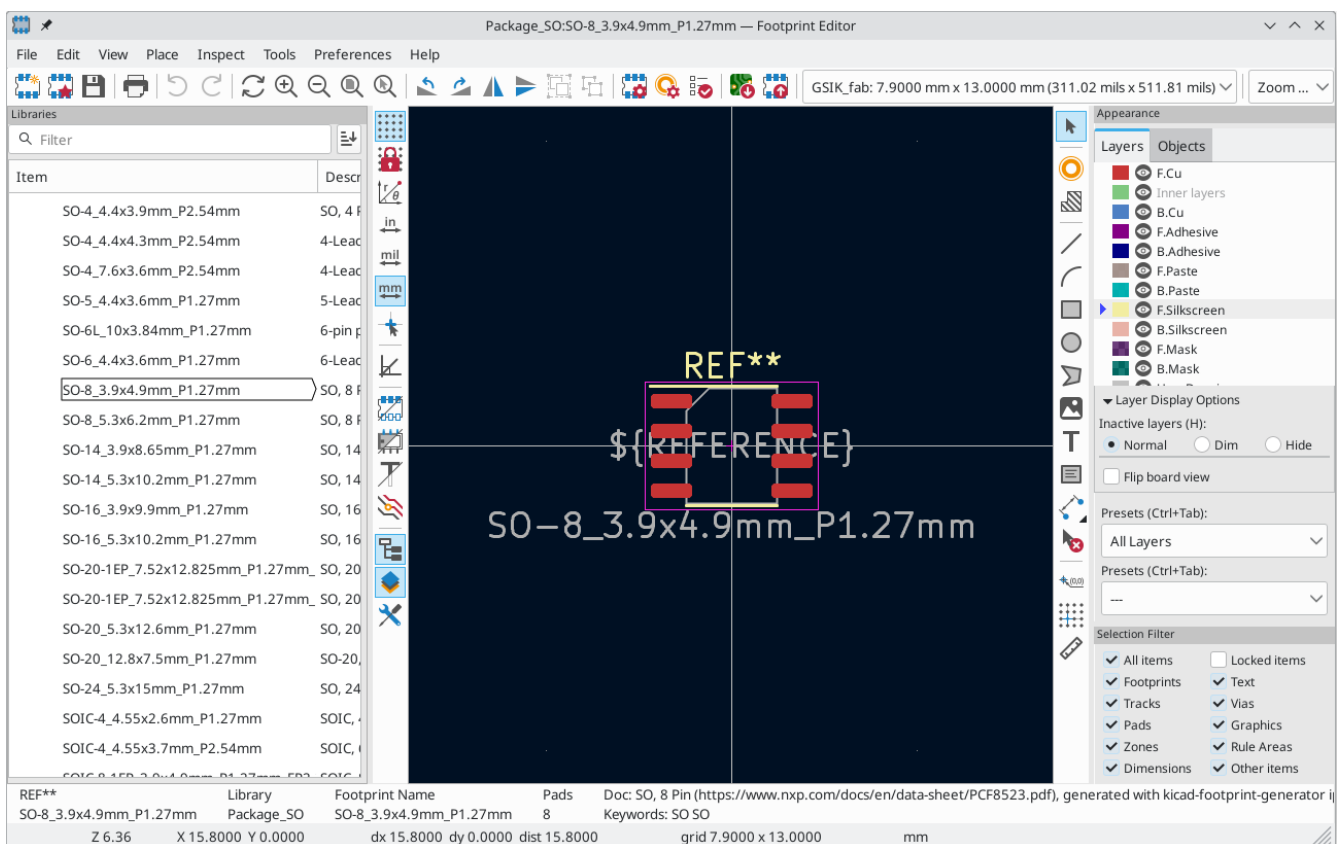 Package_SO:SO-8_3.9x4.9mm_P1.27mm — Footprint Editor
File Edit View Place Inspect Tools Preferences Help
GSIK_fab: 7.9000 mm x 13.0000 mm (311.02 mils x 511.81 mils) Zoom ...
Libraries
Filter
Item Descr
SO-4_4.4x3.9mm_P2.54mm SO, 4
SO-4_4.4x4.3mm_P2.54mm 4-Lead
SO-4_7.6x3.6mm_P2.54mm 4-Lead
SO-5_4.4x3.6mm_P1.27mm 5-Lead
SO-6L_10x3.84mm_P1.27mm 6-pin
SO-6_4.4x3.6mm_P1.27mm 6-Lead
SO-8_3.9x4.9mm_P1.27mm SO, 8
SO-8_5.3x6.2mm_P1.27mm SO, 8
SO-14_3.9x8.65mm_P1.27mm SO, 14
SO-14_5.3x10.2mm_P1.27mm SO, 14
SO-16_3.9x9.9mm_P1.27mm SO, 16
SO-16_5.3x10.2mm_P1.27mm SO, 16
SO-20-1EP_7.52x12.825mm_P1.27mm_ SO, 20
SO-20-1EP_7.52x12.825mm_P1.27mm_ SO, 20
SO-20_5.3x12.6mm_P1.27mm SO, 20
SO-20_12.8x7.5mm_P1.27mm SO-20,
SO-24_5.3x15mm_P1.27mm SO, 24
SOIC-4_4.55x2.6mm_P1.27mm SOIC,
SOIC-4_4.55x3.7mm_P2.54mm SOIC,
in
mil
mm
REF**
${REFERENCE}
SO-8_3.9x4.9mm_P1.27mm
(0,0)
Appearance
Layers Objects
F.Cu
Inner layers
B.Cu
F.Adhesive
B.Adhesive
F.Paste
B.Paste
F.Silkscreen
B.Silkscreen
F.Mask
B.Mask
Layer Display Options
Inactive layers (H):
Normal Dim Hide
Flip board view
Presets (Ctrl+Tab):
All Layers
Presets (Ctrl+Tab):
---
Selection Filter
All items Locked items
Footprints Text
Tracks Vias
Pads Graphics
Zones Rule Areas
Dimensions Other items
REF** Library Footprint Name Pads Doc: SO, 8 Pin (https://www.nxp.com/docs/en/data-sheet/PCF8523.pdf), generated with kicad-footprint-generator
SO-8_3.9x4.9mm_P1.27mm Package_SO SO-8_3.9x4.9mm_P1.27mm 8 Keywords: SO SO
Z 6.36 X 15.8000 Y 0.0000 dx 15.8000 dy 0.0000 dist 15.8000 grid 7.9000 x 13.0000 mm